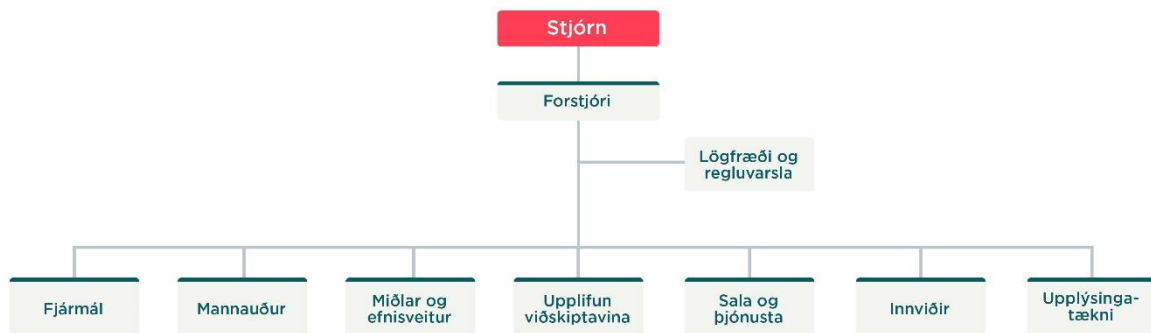 Stjórn
Forstjóri
Lögfræði og
regluvarsla
Fjármál
Mannauður
Miðlar og
efnisveitur
Upplifun
viðskiptavina
Sala og
þjónusta
Innviðir
Upplýsinga-
tækni